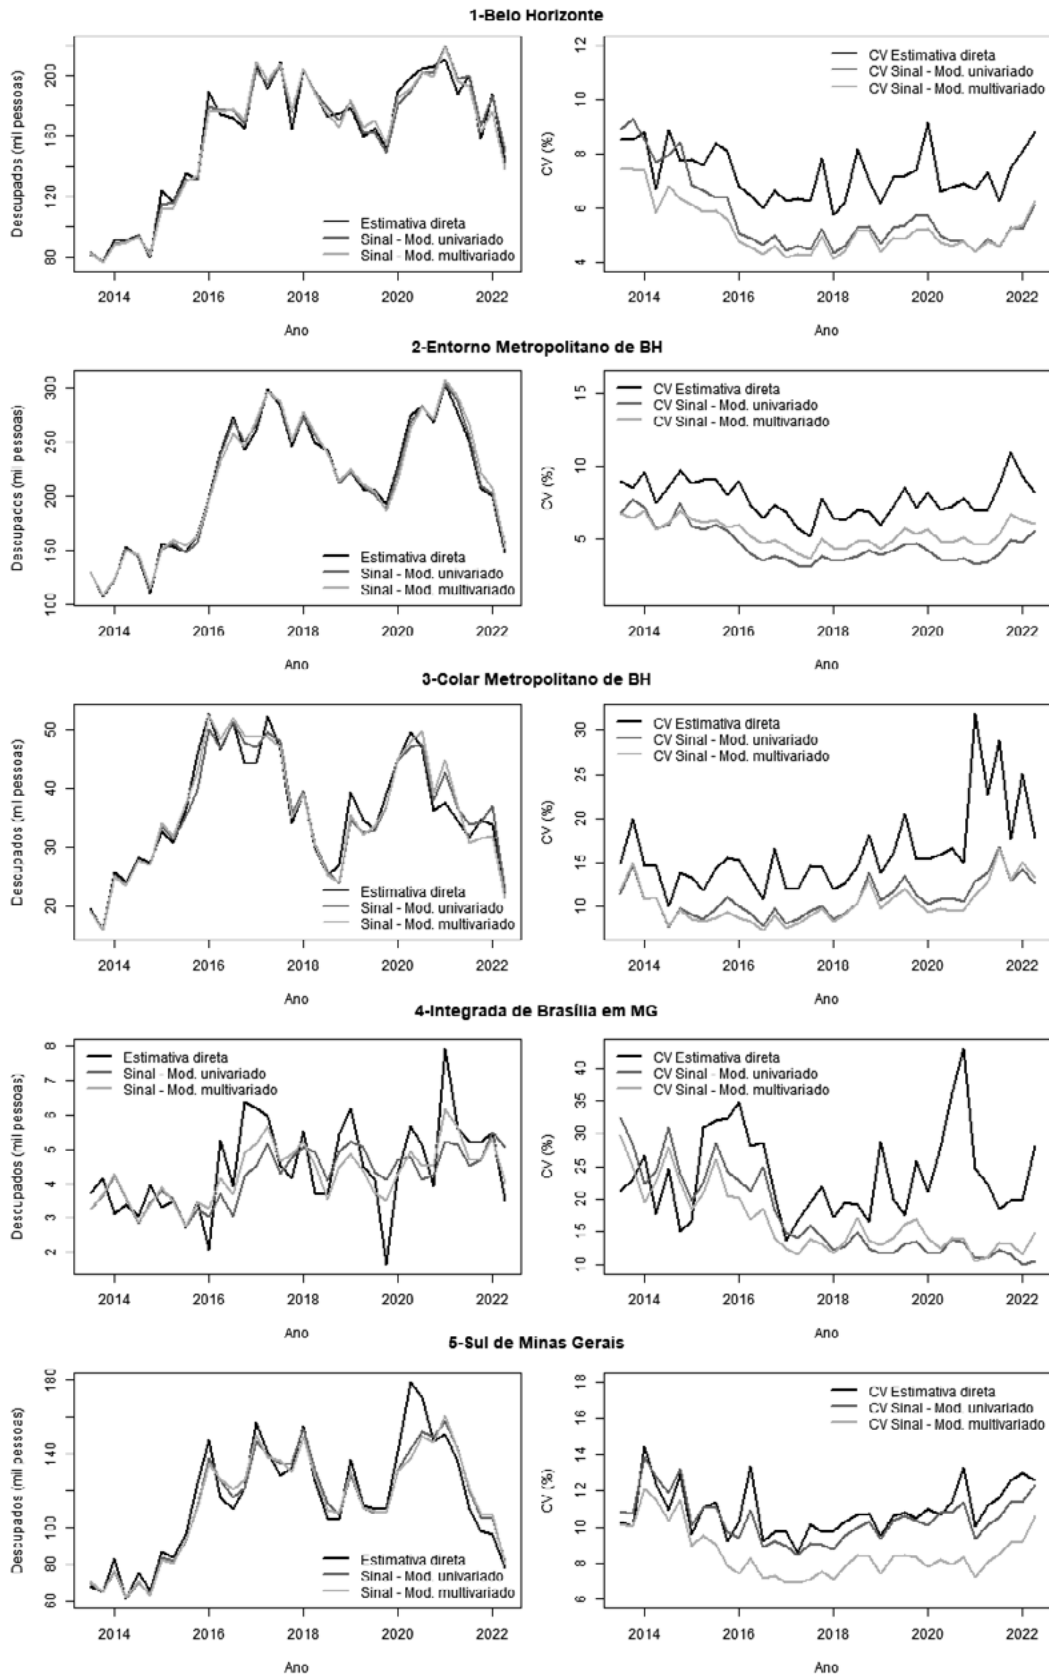 1-Belo Horizonte
Descupados (mil pessoas)
200
160
120
80
Estimativa direta
Sinal - Mod. univariado
Sinal - Mod. multivariado
2014 2016 2018 2020 2022
Ano
CV (%)
12
10
8
6
4
CV Estimativa direta
CV Sinal - Mod. univariado
CV Sinal - Mod. multivariado
2014 2016 2018 2020 2022
Ano
2-Entorno Metropolitano de BH
Descupados (mil pessoas)
300
250
200
150
100
Estimativa direta
Sinal - Mod. univariado
Sinal - Mod. multivariado
2014 2016 2018 2020 2022
Ano
CV (%)
15
10
5
CV Estimativa direta
CV Sinal - Mod. univariado
CV Sinal - Mod. multivariado
2014 2016 2018 2020 2022
Ano
3-Colar Metropolitano de BH
Descupados (mil pessoas)
50
40
30
20
Estimativa direta
Sinal - Mod. univariado
Sinal - Mod. multivariado
2014 2016 2018 2020 2022
Ano
CV (%)
30
25
20
15
10
CV Estimativa direta
CV Sinal - Mod. univariado
CV Sinal - Mod. multivariado
2014 2016 2018 2020 2022
Ano
4-Integrada de Brasília em MG
Descupados (mil pessoas)
8
7
6
5
4
3
2
Estimativa direta
Sinal - Mod. univariado
Sinal - Mod. multivariado
2014 2016 2018 2020 2022
Ano
CV (%)
40
35
30
25
20
15
10
CV Estimativa direta
CV Sinal - Mod. univariado
CV Sinal - Mod. multivariado
2014 2016 2018 2020 2022
Ano
5-Sul de Minas Gerais
Descupados (mil pessoas)
180
140
100
80
60
Estimativa direta
Sinal - Mod. univariado
Sinal - Mod. multivariado
2014 2016 2018 2020 2022
Ano
CV (%)
18
16
14
12
10
8
6
CV Estimativa direta
CV Sinal - Mod. univariado
CV Sinal - Mod. multivariado
2014 2016 2018 2020 2022
Ano